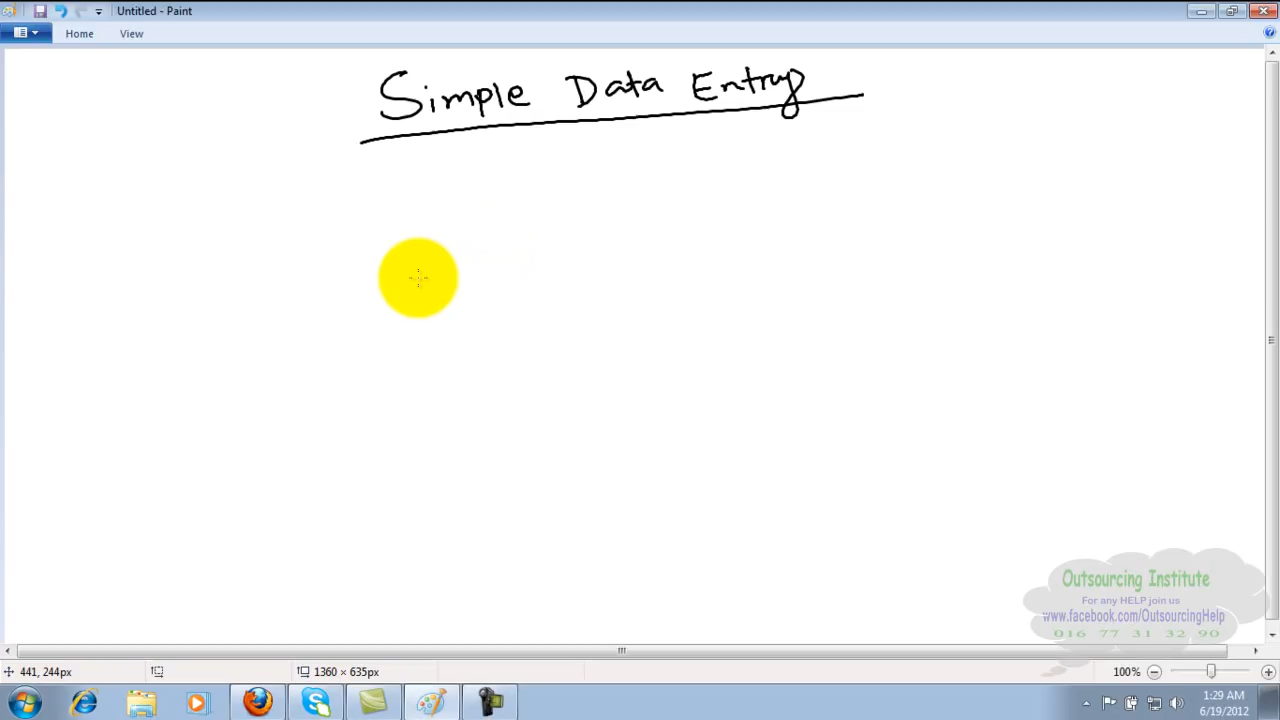 Untitled - Paint
Home View
Simple Data Entry
Outsourcing Institute
For any HELP join us
www.facebook.com/OutsourcingHelp
016 77 31 32 90
441, 244px 1360 × 635px 100%
1:29 AM
6/19/2012